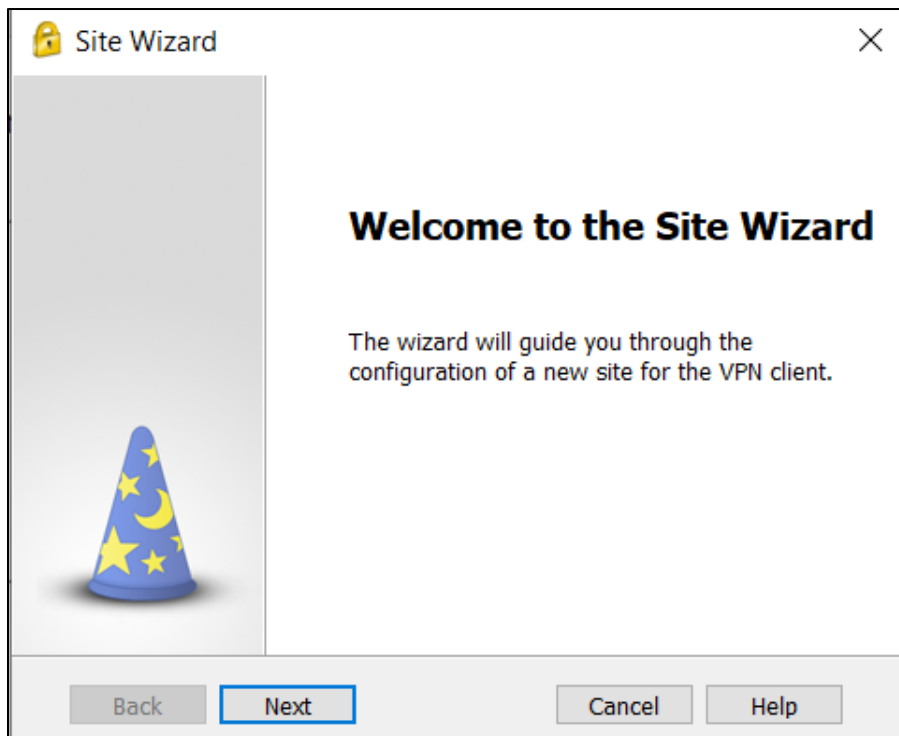 Site Wizard
Welcome to the Site Wizard
The wizard will guide you through the
configuration of a new site for the VPN client.
Back
Next
Cancel
Help